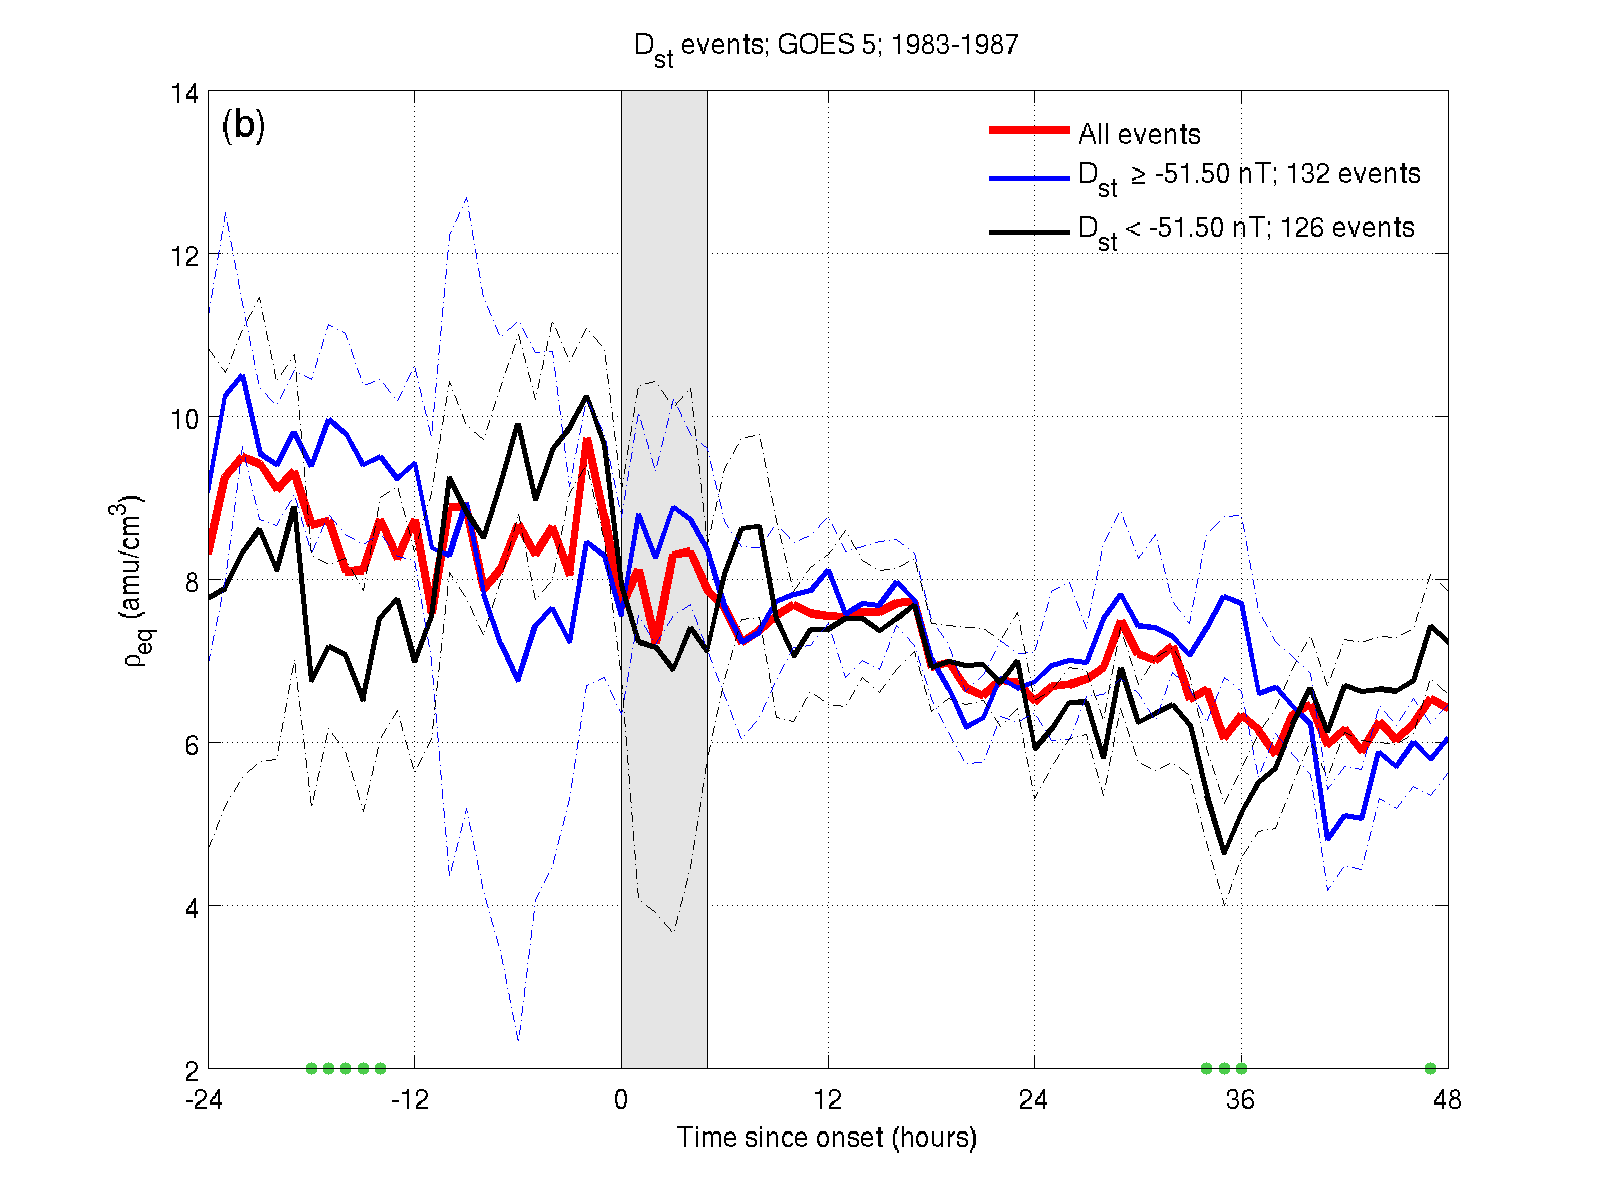 D_st events; GOES 5; 1983-1987
(b)
All events
D_st ≥ -51.50 nT; 132 events
D_st < -51.50 nT; 126 events
14
12
10
8
6
4
2
ρ_eq (amu/cm^3)
-24 -12 0 12 24 36 48
Time since onset (hours)